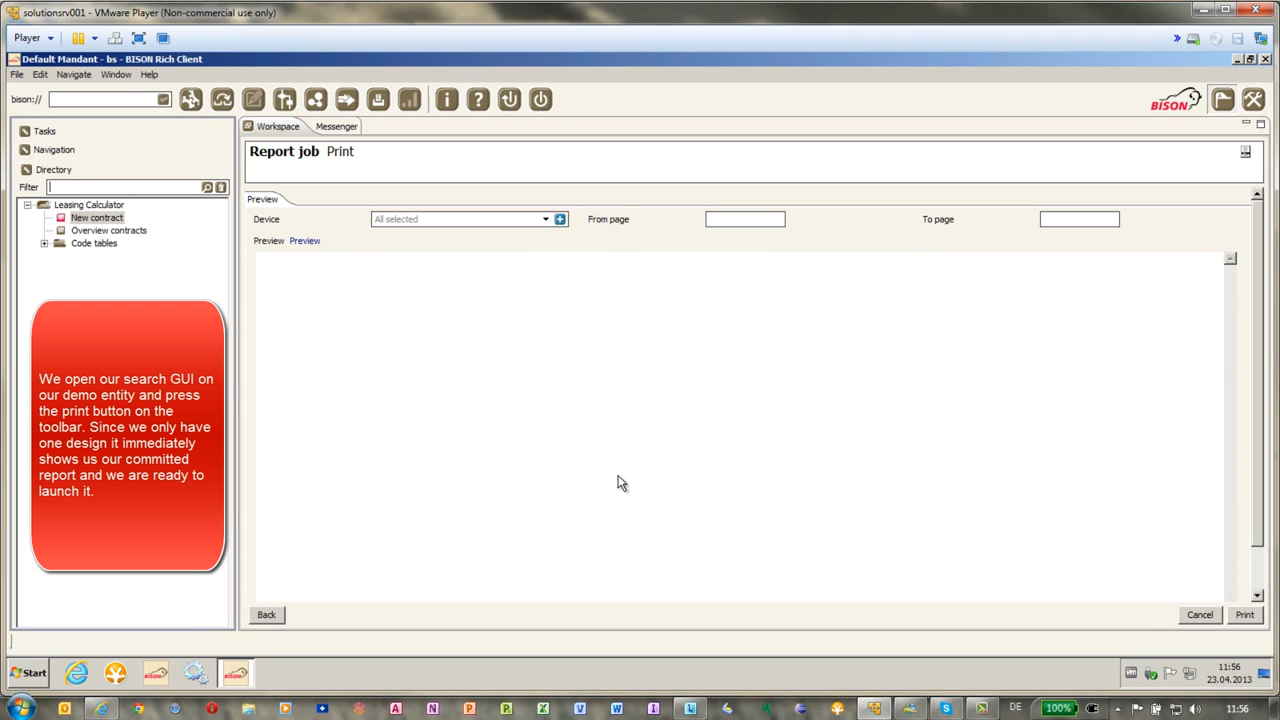 solutionsrv001 - VMware Player (Non-commercial use only)
Player
Default Mandant - bs - BISON Rich Client
File Edit Navigate Window Help
bison://
BISON
Tasks
Navigation
Directory
Filter
Leasing Calculator
New contract
Overview contracts
Code tables
We open our search GUI on
our demo entity and press
the print button on the
toolbar. Since we only have
one design it immediately
shows us our committed
report and we are ready to
launch it.
Workspace Messenger
Report job Print
Preview
Device All selected From page To page
Preview Preview
Back Cancel Print
Start
11:56
23.04.2013
DE 100% 11:56